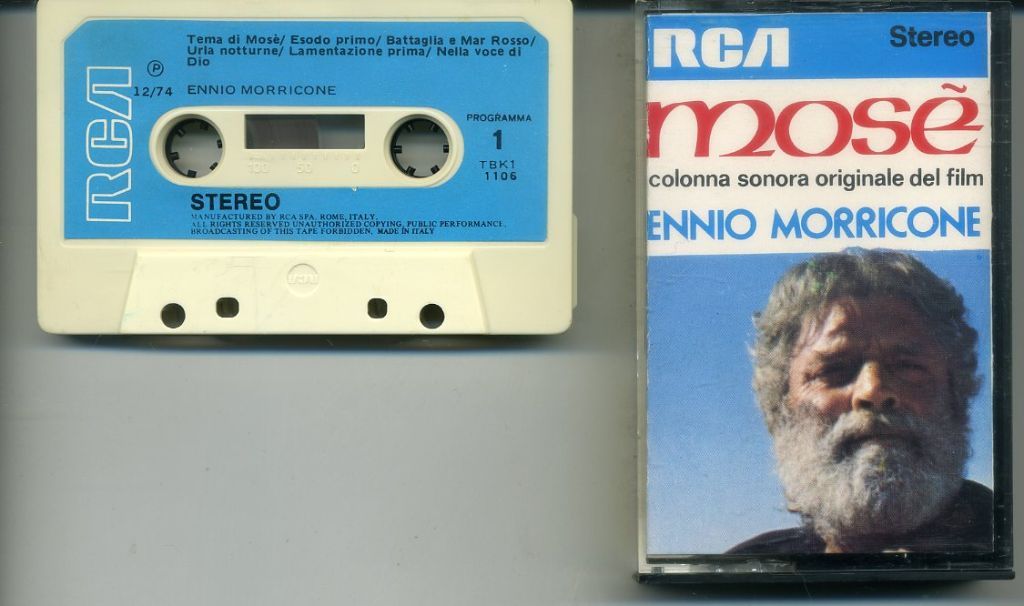 Tema di Mosè/ Esodo primo/ Battaglia e Mar Rosso/
Urla notturne/ Lamentazione prima/ Nella voce di
Dio
RCA
℗
12/74 ENNIO MORRICONE
PROGRAMMA
1
TBK1
1106
100 50 0
STEREO
MANUFACTURED BY RCA SPA, ROME, ITALY.
ALL RIGHTS RESERVED UNAUTHORIZED COPYING, PUBLIC PERFORMANCE,
BROADCASTING OF THIS TAPE FORBIDDEN. MADE IN ITALY
RCA
RCA Stereo
mosè
colonna sonora originale del film
ENNIO MORRICONE